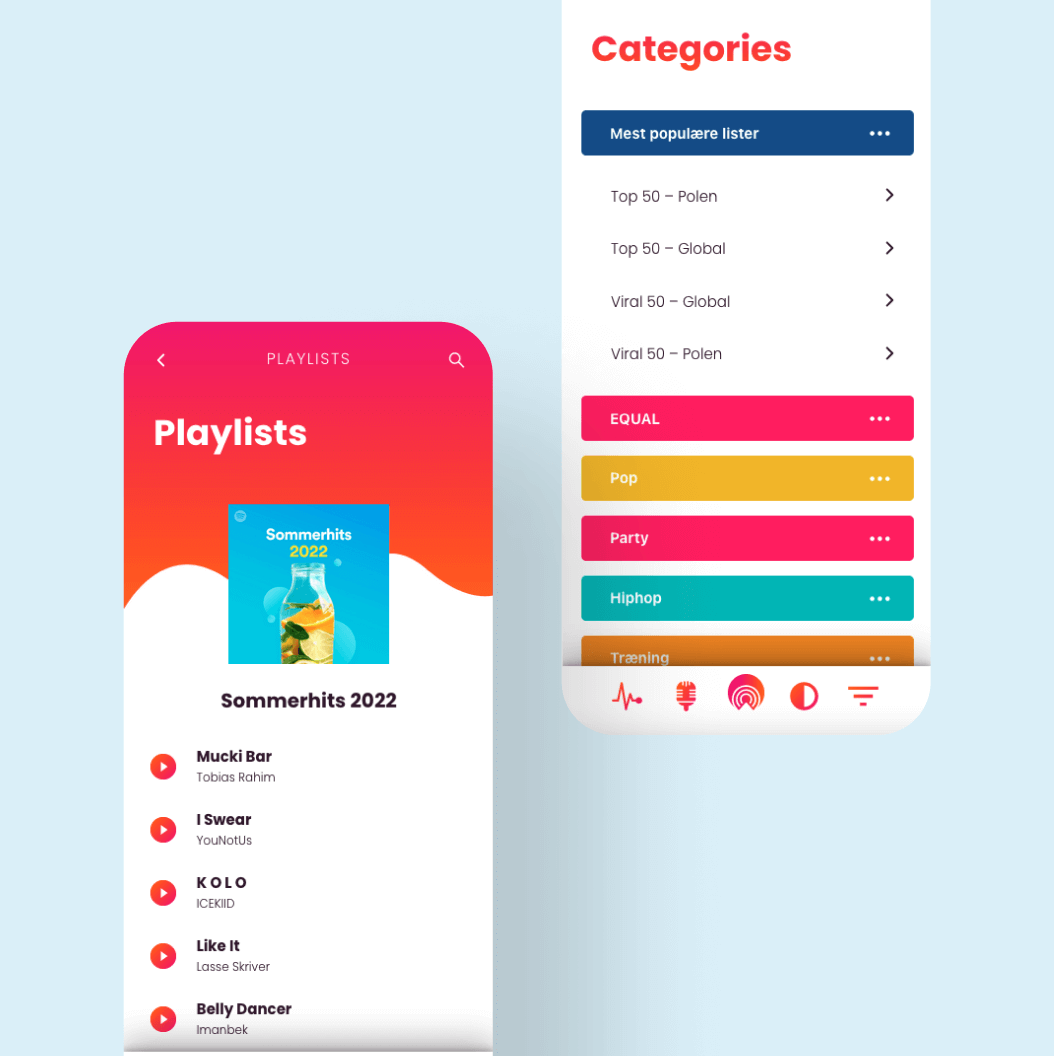 Categories
Mest populære lister
Top 50 – Polen
Top 50 – Global
Viral 50 – Global
Viral 50 – Polen
EQUAL
Pop
Party
Hiphop
Træning
PLAYLISTS
Playlists
Sommerhits
2022
Sommerhits 2022
Mucki Bar
Tobias Rahim
I Swear
YouNotUs
K O L O
ICEKIID
Like It
Lasse Skriver
Belly Dancer
Imanbek